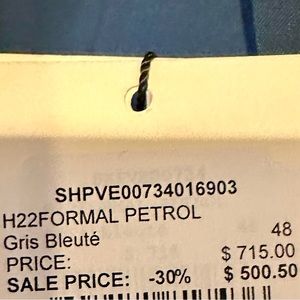 SHPVE00734016903
H22FORMAL PETROL
Gris Bleuté 48
PRICE: $ 715.00
SALE PRICE: -30% $ 500.50